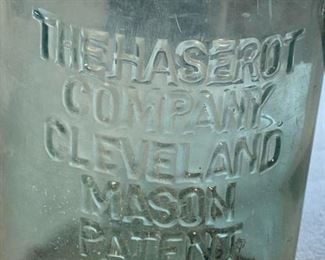 THE HASEROT
COMPANY
CLEVELAND
MASON
PATENT